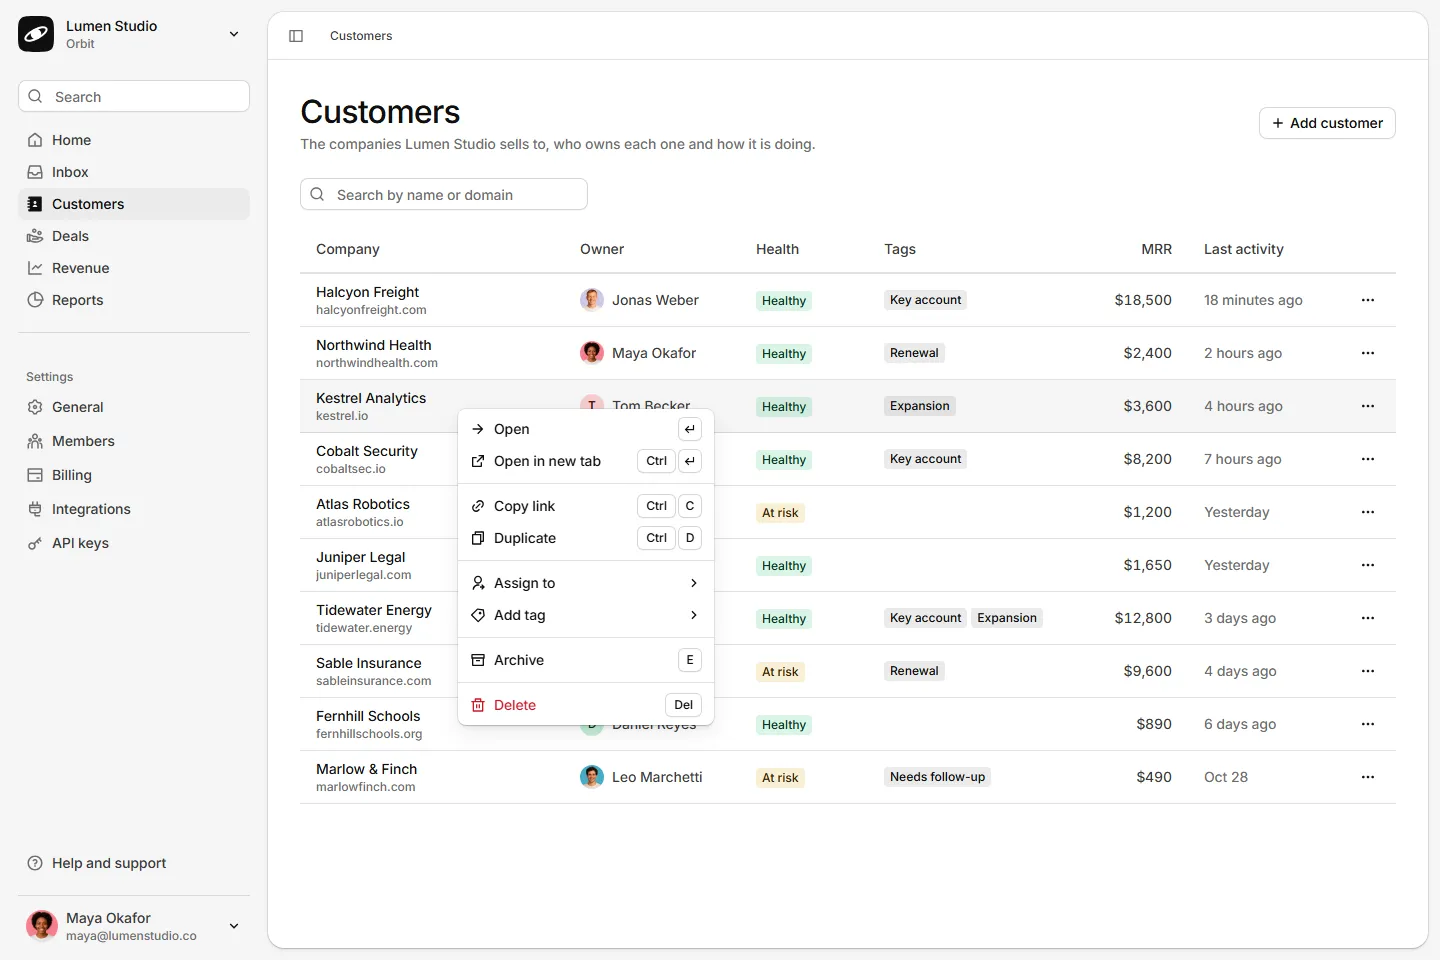 Lumen Studio
Orbit
Search
Home
Inbox
Customers
Deals
Revenue
Reports
Settings
General
Members
Billing
Integrations
API keys
Help and support
Maya Okafor
maya@lumenstudio.co
Customers
Customers
The companies Lumen Studio sells to, who owns each one and how it is doing.
Add customer
Search by name or domain
Company Owner Health Tags MRR Last activity
Halcyon Freight
halcyonfreight.com
Jonas Weber Healthy Key account $18,500 18 minutes ago
Northwind Health
northwindhealth.com
Maya Okafor Healthy Renewal $2,400 2 hours ago
Kestrel Analytics
kestrel.io
T Tom Becker Healthy Expansion $3,600 4 hours ago
Cobalt Security
cobaltsec.io
Healthy Key account $8,200 7 hours ago
Atlas Robotics
atlasrobotics.io
At risk $1,200 Yesterday
Juniper Legal
juniperlegal.com
Healthy $1,650 Yesterday
Tidewater Energy
tidewater.energy
Healthy Key account Expansion $12,800 3 days ago
Sable Insurance
sableinsurance.com
At risk Renewal $9,600 4 days ago
Fernhill Schools
fernhillschools.org
D Daniel Reyes Healthy $890 6 days ago
Marlow & Finch
marlowfinch.com
Leo Marchetti At risk Needs follow-up $490 Oct 28
Open ↵
Open in new tab Ctrl ↵
Copy link Ctrl C
Duplicate Ctrl D
Assign to
Add tag
Archive E
Delete Del